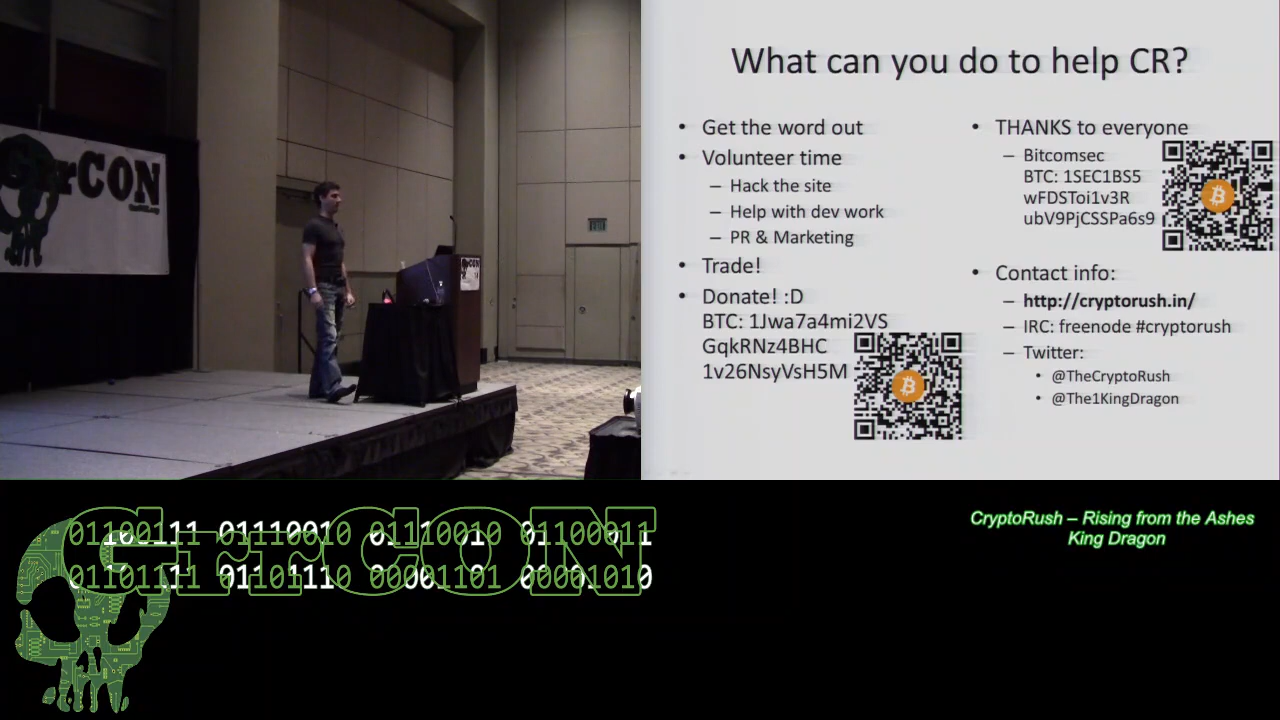 GrrCON
What can you do to help CR?
• Get the word out
• Volunteer time
– Hack the site
– Help with dev work
– PR & Marketing
• Trade!
• Donate! :D
BTC: 1Jwa7a4mi2VS
GqkRNz4BHC
1v26NsyVsH5M
• THANKS to everyone
– Bitcomsec
BTC: 1SEC1BS5
wFDSToi1v3R
ubV9PjCSSPa6s9
• Contact info:
– http://cryptorush.in/
– IRC: freenode #cryptorush
– Twitter:
• @TheCryptoRush
• @The1KingDragon
GrrCON
01100111 01110010 01110010 01100011
01101111 01101110 00001101 00001010
CryptoRush – Rising from the Ashes
King Dragon